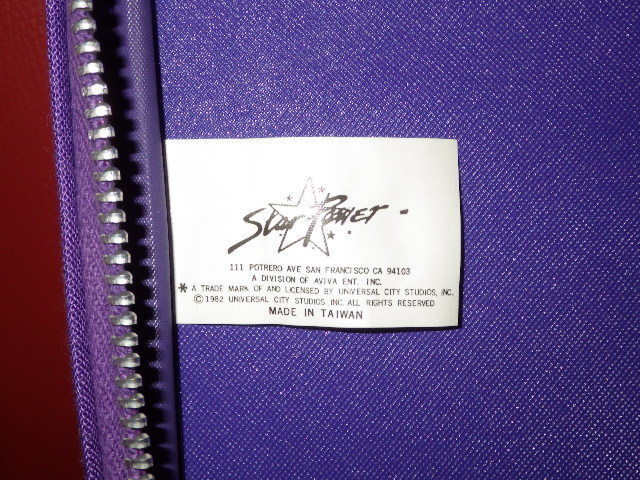 Star Power
111 POTRERO AVE SAN FRANCISCO CA 94103
A DIVISION OF AVIVA ENT. INC.
* A TRADE MARK OF AND LICENSED BY UNIVERSAL CITY STUDIOS, INC.
© 1982 UNIVERSAL CITY STUDIOS INC. ALL RIGHTS RESERVED
MADE IN TAIWAN